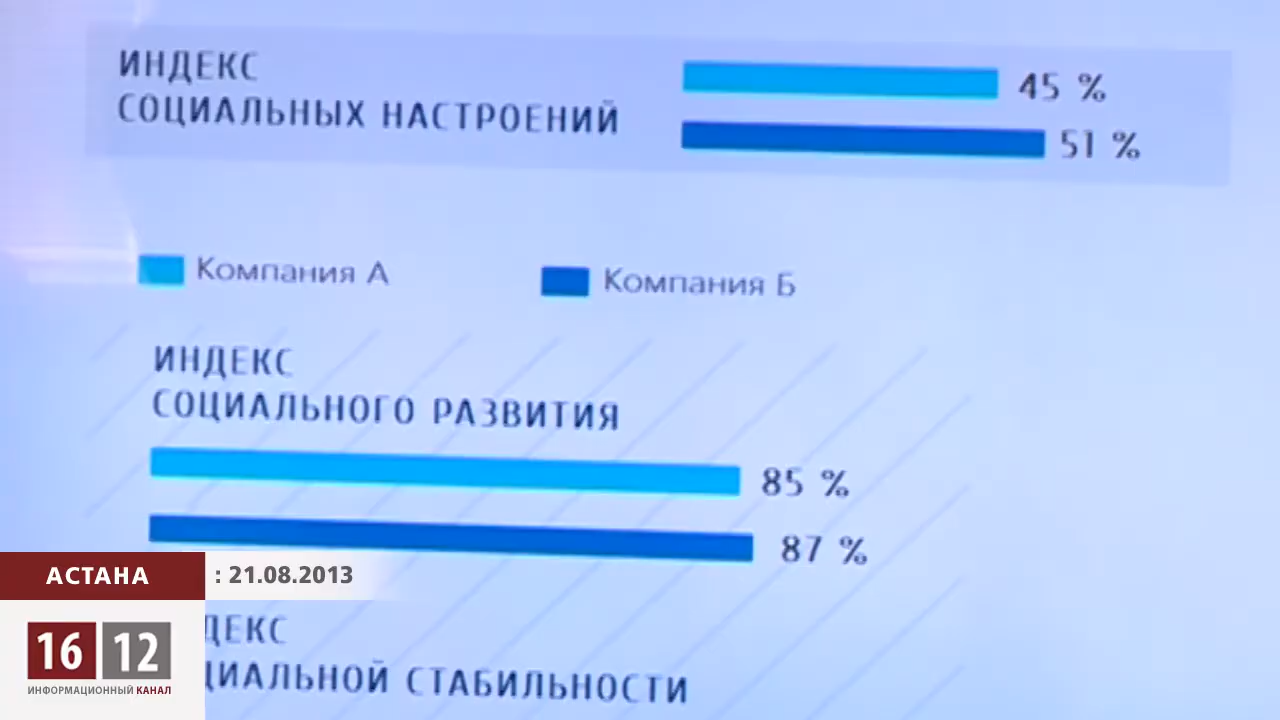 ИНДЕКС
СОЦИАЛЬНЫХ НАСТРОЕНИЙ
45 %
51 %
Компания А
Компания Б
ИНДЕКС
СОЦИАЛЬНОГО РАЗВИТИЯ
85 %
87 %
АСТАНА
: 21.08.2013
ДЕКС
ЦИАЛЬНОЙ СТАБИЛЬНОСТИ
16 12
ИНФОРМАЦИОННЫЙ КАНАЛ